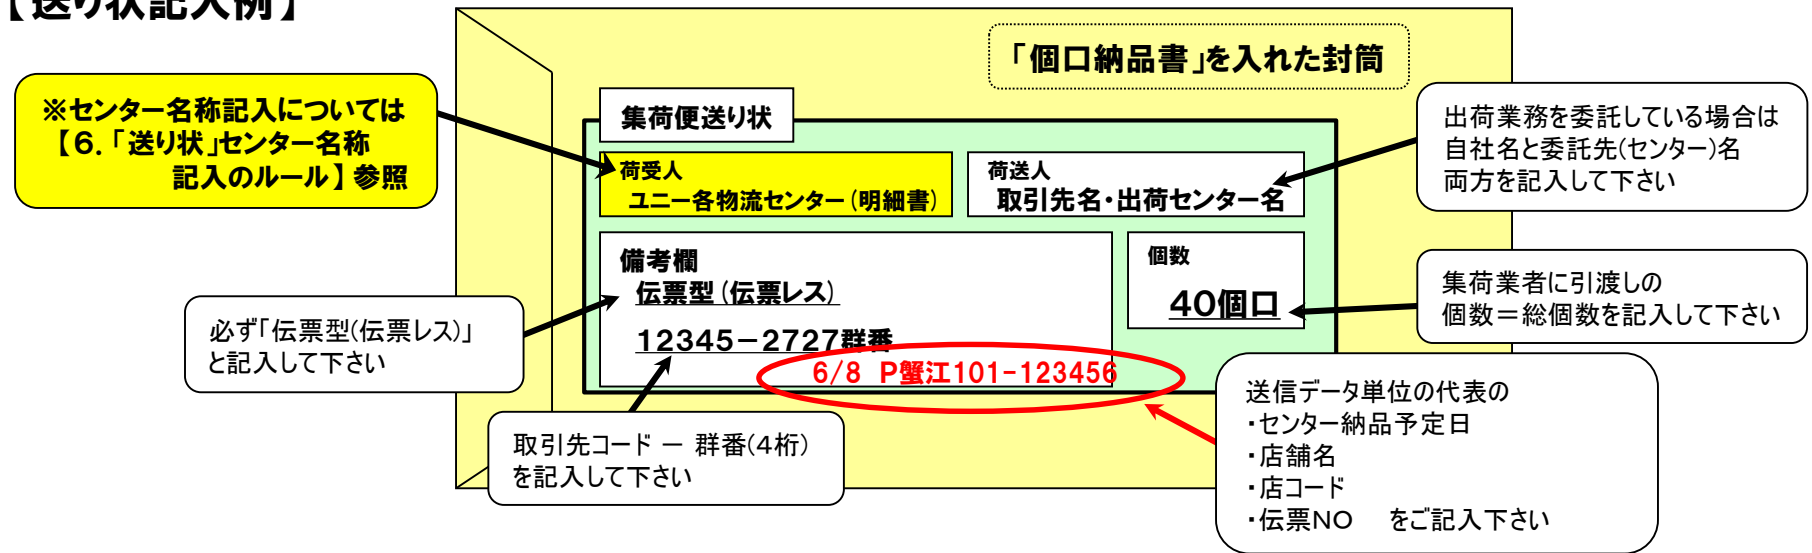 【送り状記入例】
「個口納品書」を入れた封筒
※センター名称記入については
【6.「送り状」センター名称
記入のルール】参照
集荷便送り状
荷受人
ユニー各物流センター(明細書)
荷送人
取引先名・出荷センター名
出荷業務を委託している場合は
自社名と委託先(センター)名
両方を記入して下さい
備考欄
伝票型(伝票レス)
12345-2727群番
6/8 P蟹江101-123456
個数
40個口
集荷業者に引渡しの
個数=総個数を記入して下さい
必ず「伝票型(伝票レス)」
と記入して下さい
取引先コード - 群番(4桁)
を記入して下さい
送信データ単位の代表の
・センター納品予定日
・店舗名
・店コード
・伝票NO をご記入下さい